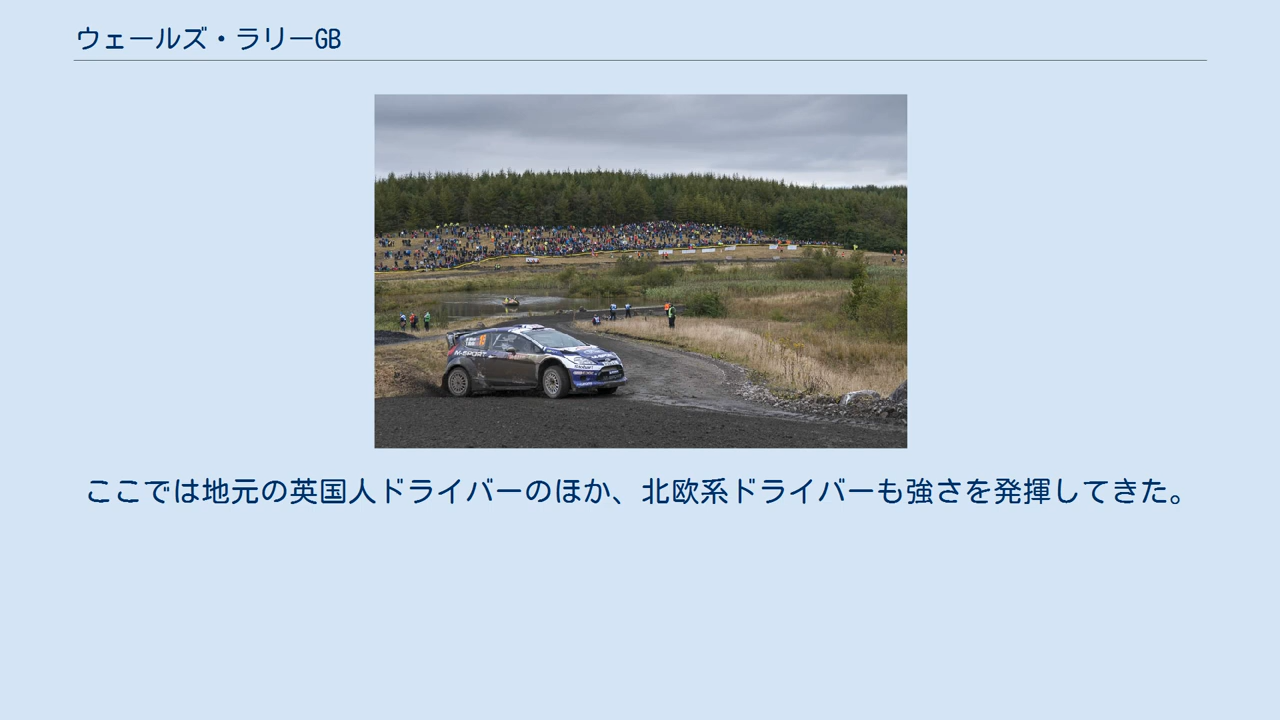 ウェールズ・ラリーGB
M-SPORT
ここでは地元の英国人ドライバーのほか、北欧系ドライバーも強さを発揮してきた。